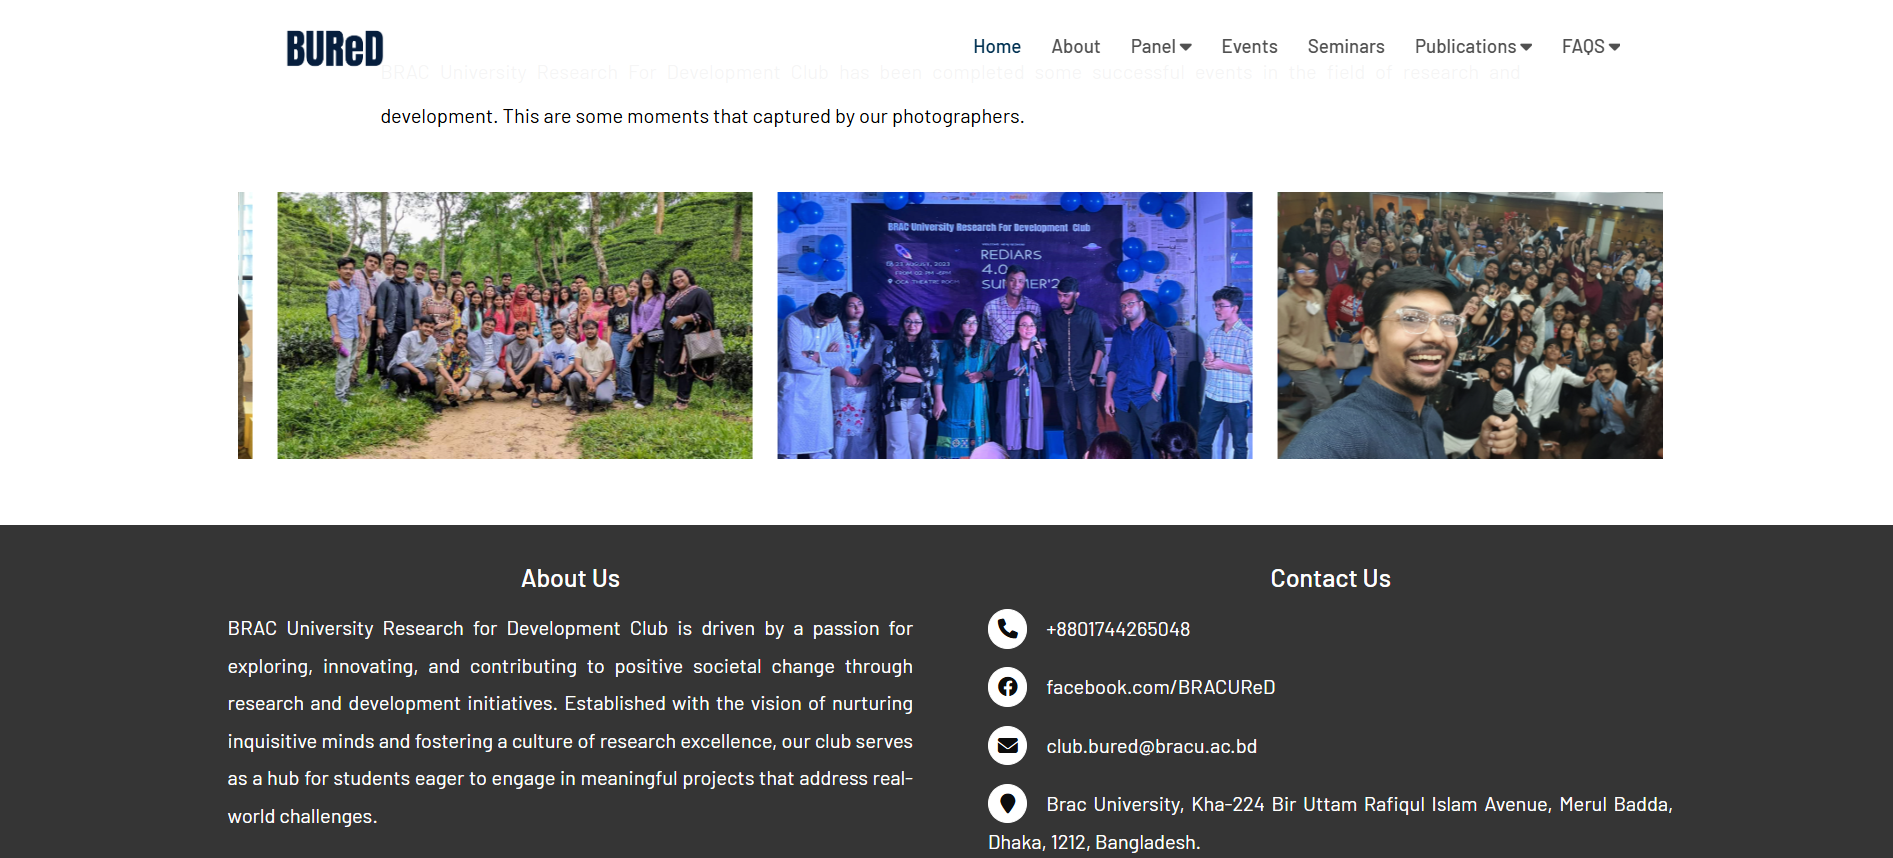 BUReD
Home About Panel Events Seminars Publications FAQS
BRAC University Research For Development Club has been completed some successful events in the field of research and
development. This are some moments that captured by our photographers.
BRAC University Research For Development Club
REDIARS
4.0
About Us
BRAC University Research for Development Club is driven by a passion for
exploring, innovating, and contributing to positive societal change through
research and development initiatives. Established with the vision of nurturing
inquisitive minds and fostering a culture of research excellence, our club serves
as a hub for students eager to engage in meaningful projects that address real-
world challenges.
Contact Us
+8801744265048
facebook.com/BRACUReD
club.bured@bracu.ac.bd
Brac University, Kha-224 Bir Uttam Rafiqul Islam Avenue, Merul Badda,
Dhaka, 1212, Bangladesh.